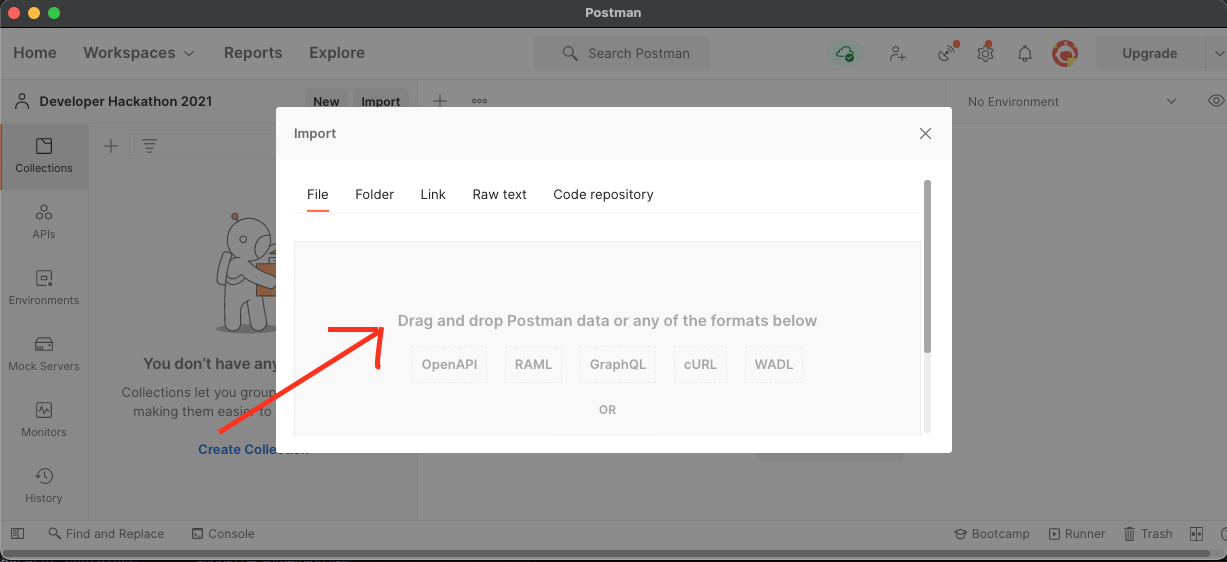 Postman
Home Workspaces Reports Explore Search Postman Upgrade
Developer Hackathon 2021 New Import No Environment
Import
Collections
File Folder Link Raw text Code repository
APIs
Environments
Drag and drop Postman data or any of the formats below
Mock Servers
You don't have any
OpenAPI RAML GraphQL cURL WADL
Collections let you group
making them easier to
OR
Monitors
Create Collection
History
Find and Replace Console Bootcamp Runner Trash